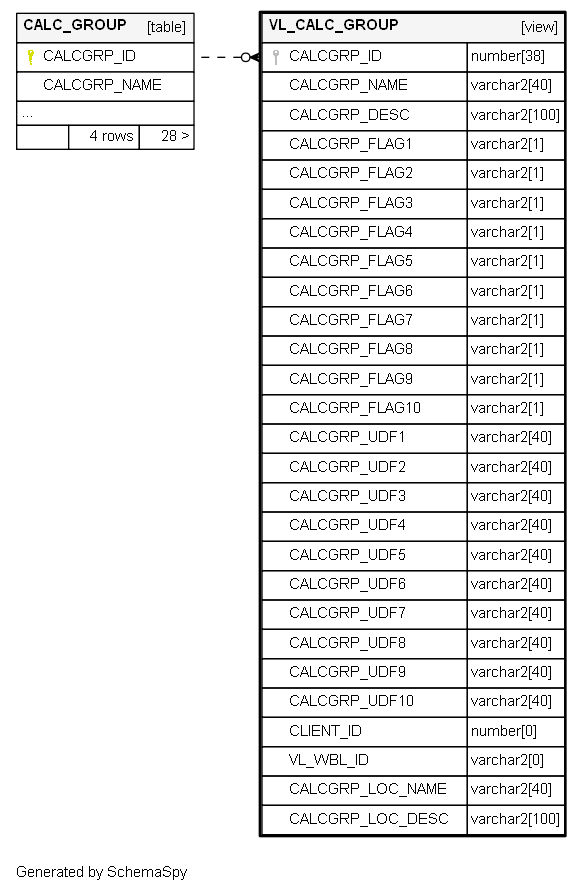 CALC_GROUP [table]
CALCGRP_ID
CALCGRP_NAME
...
4 rows 28 >
VL_CALC_GROUP [view]
CALCGRP_ID number[38]
CALCGRP_NAME varchar2[40]
CALCGRP_DESC varchar2[100]
CALCGRP_FLAG1 varchar2[1]
CALCGRP_FLAG2 varchar2[1]
CALCGRP_FLAG3 varchar2[1]
CALCGRP_FLAG4 varchar2[1]
CALCGRP_FLAG5 varchar2[1]
CALCGRP_FLAG6 varchar2[1]
CALCGRP_FLAG7 varchar2[1]
CALCGRP_FLAG8 varchar2[1]
CALCGRP_FLAG9 varchar2[1]
CALCGRP_FLAG10 varchar2[1]
CALCGRP_UDF1 varchar2[40]
CALCGRP_UDF2 varchar2[40]
CALCGRP_UDF3 varchar2[40]
CALCGRP_UDF4 varchar2[40]
CALCGRP_UDF5 varchar2[40]
CALCGRP_UDF6 varchar2[40]
CALCGRP_UDF7 varchar2[40]
CALCGRP_UDF8 varchar2[40]
CALCGRP_UDF9 varchar2[40]
CALCGRP_UDF10 varchar2[40]
CLIENT_ID number[0]
VL_WBL_ID varchar2[0]
CALCGRP_LOC_NAME varchar2[40]
CALCGRP_LOC_DESC varchar2[100]
Generated by SchemaSpy